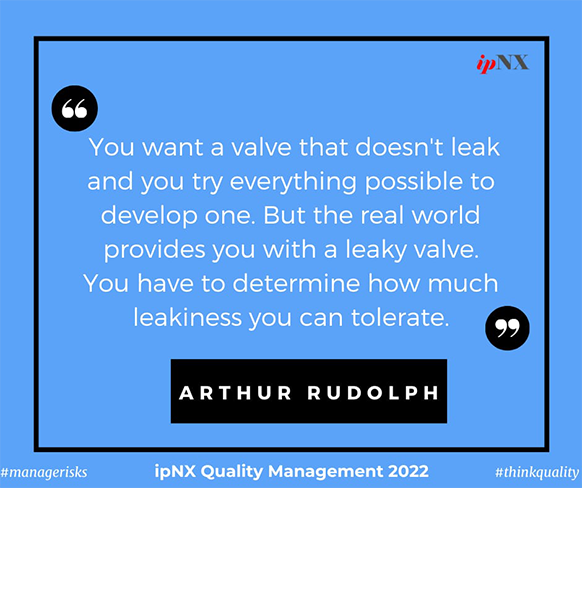 ipNX
“
You want a valve that doesn't leak
and you try everything possible to
develop one. But the real world
provides you with a leaky valve.
You have to determine how much
leakiness you can tolerate.
”
ARTHUR RUDOLPH
#managerisks ipNX Quality Management 2022 #thinkquality